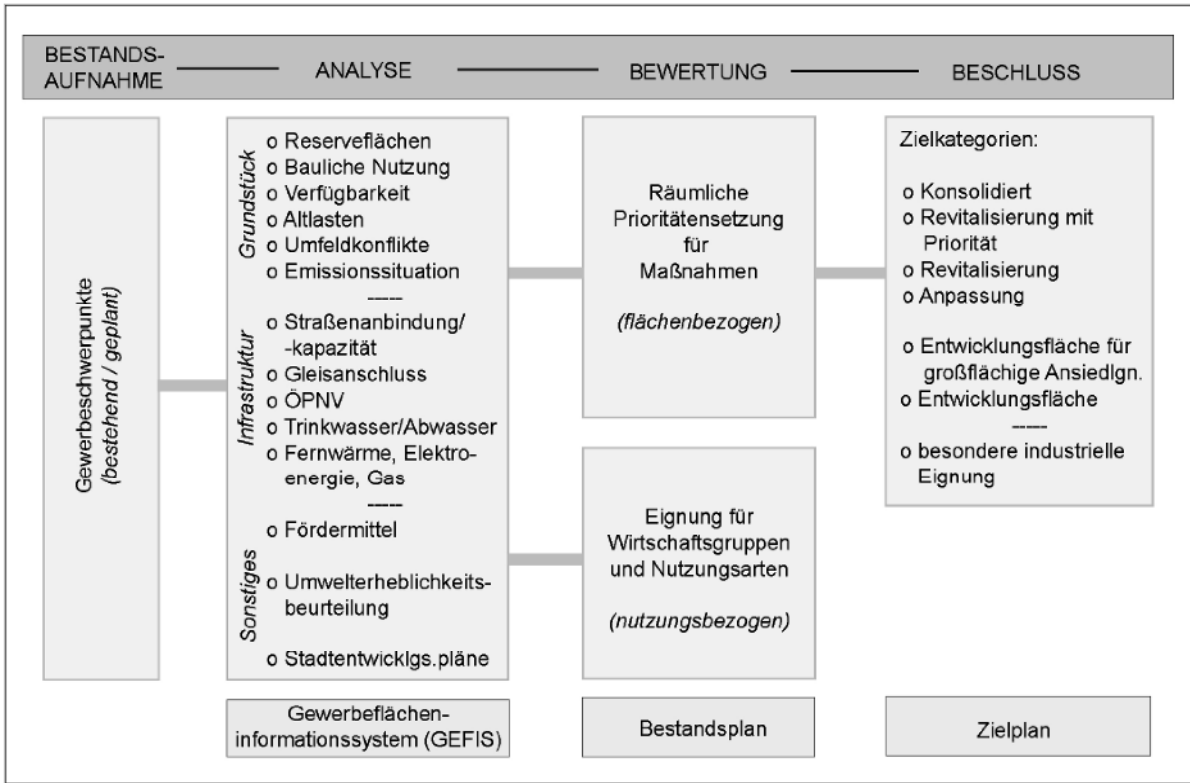 BESTANDS-
AUFNAHME
ANALYSE
BEWERTUNG
BESCHLUSS
Gewerbeschwerpunkte
(bestehend / geplant)
Grundstück
o Reserveflächen
o Bauliche Nutzung
o Verfügbarkeit
o Altlasten
o Umfeldkonflikte
o Emissionssituation
-----
Infrastruktur
o Straßenanbindung/
-kapazität
o Gleisanschluss
o ÖPNV
o Trinkwasser/Abwasser
o Fernwärme, Elektro-
energie, Gas
-----
Sonstiges
o Fördermittel
o Umwelterheblichkeits-
beurteilung
o Stadtentwicklgs.pläne
Gewerbeflächen-
informationssystem (GEFIS)
Räumliche
Prioritätensetzung
für
Maßnahmen
(flächenbezogen)
Eignung für
Wirtschaftsgruppen
und Nutzungsarten
(nutzungsbezogen)
Bestandsplan
Zielkategorien:
o Konsolidiert
o Revitalisierung mit
Priorität
o Revitalisierung
o Anpassung
o Entwicklungsfläche für
großflächige Ansiedlgn.
o Entwicklungsfläche
-----
o besondere industrielle
Eignung
Zielplan